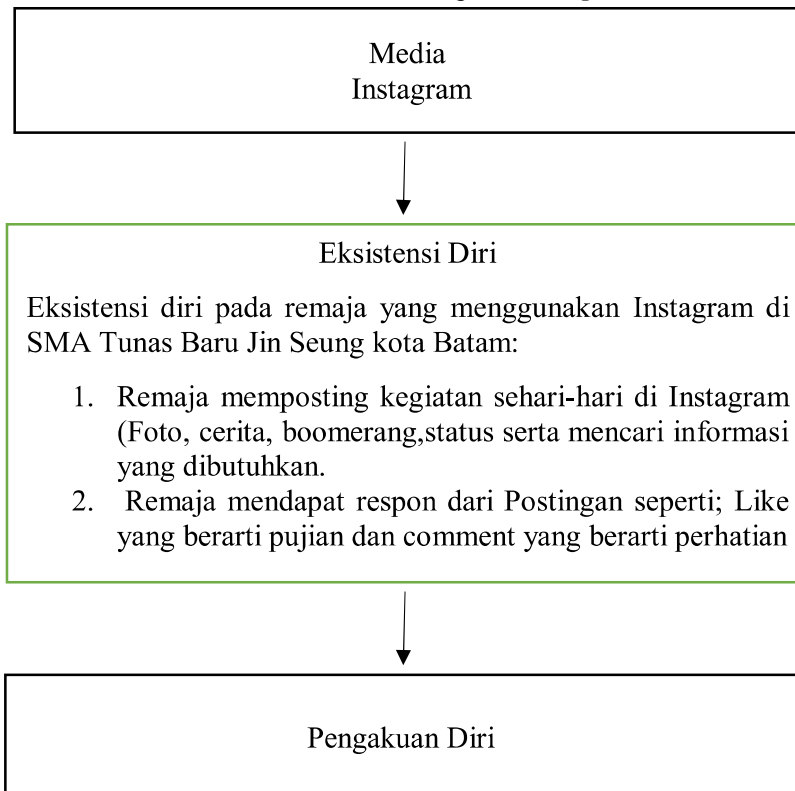 Media
Instagram
Eksistensi Diri
Eksistensi diri pada remaja yang menggunakan Instagram di
SMA Tunas Baru Jin Seung kota Batam:
1. Remaja memposting kegiatan sehari-hari di Instagram
(Foto, cerita, boomerang,status serta mencari informasi
yang dibutuhkan.
2. Remaja mendapat respon dari Postingan seperti; Like
yang berarti pujian dan comment yang berarti perhatian
Pengakuan Diri